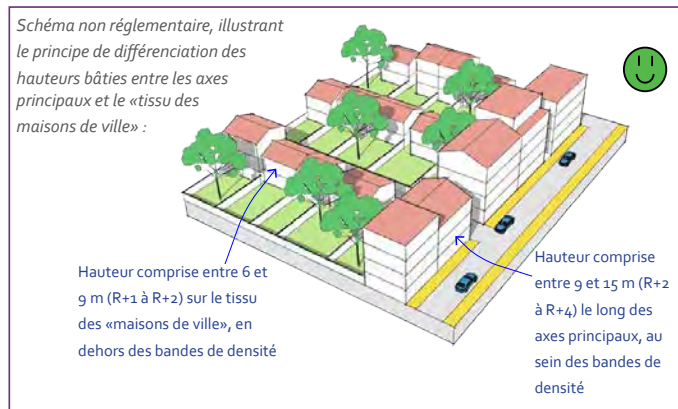 Schéma non réglementaire, illustrant
le principe de différenciation des
hauteurs bâties entre les axes
principaux et le «tissu des
maisons de ville» :
Hauteur comprise entre 6 et
9 m (R+1 à R+2) sur le tissu
des «maisons de ville», en
dehors des bandes de densité
Hauteur comprise
entre 9 et 15 m (R+2
à R+4) le long des
axes principaux, au
sein des bandes de
densité